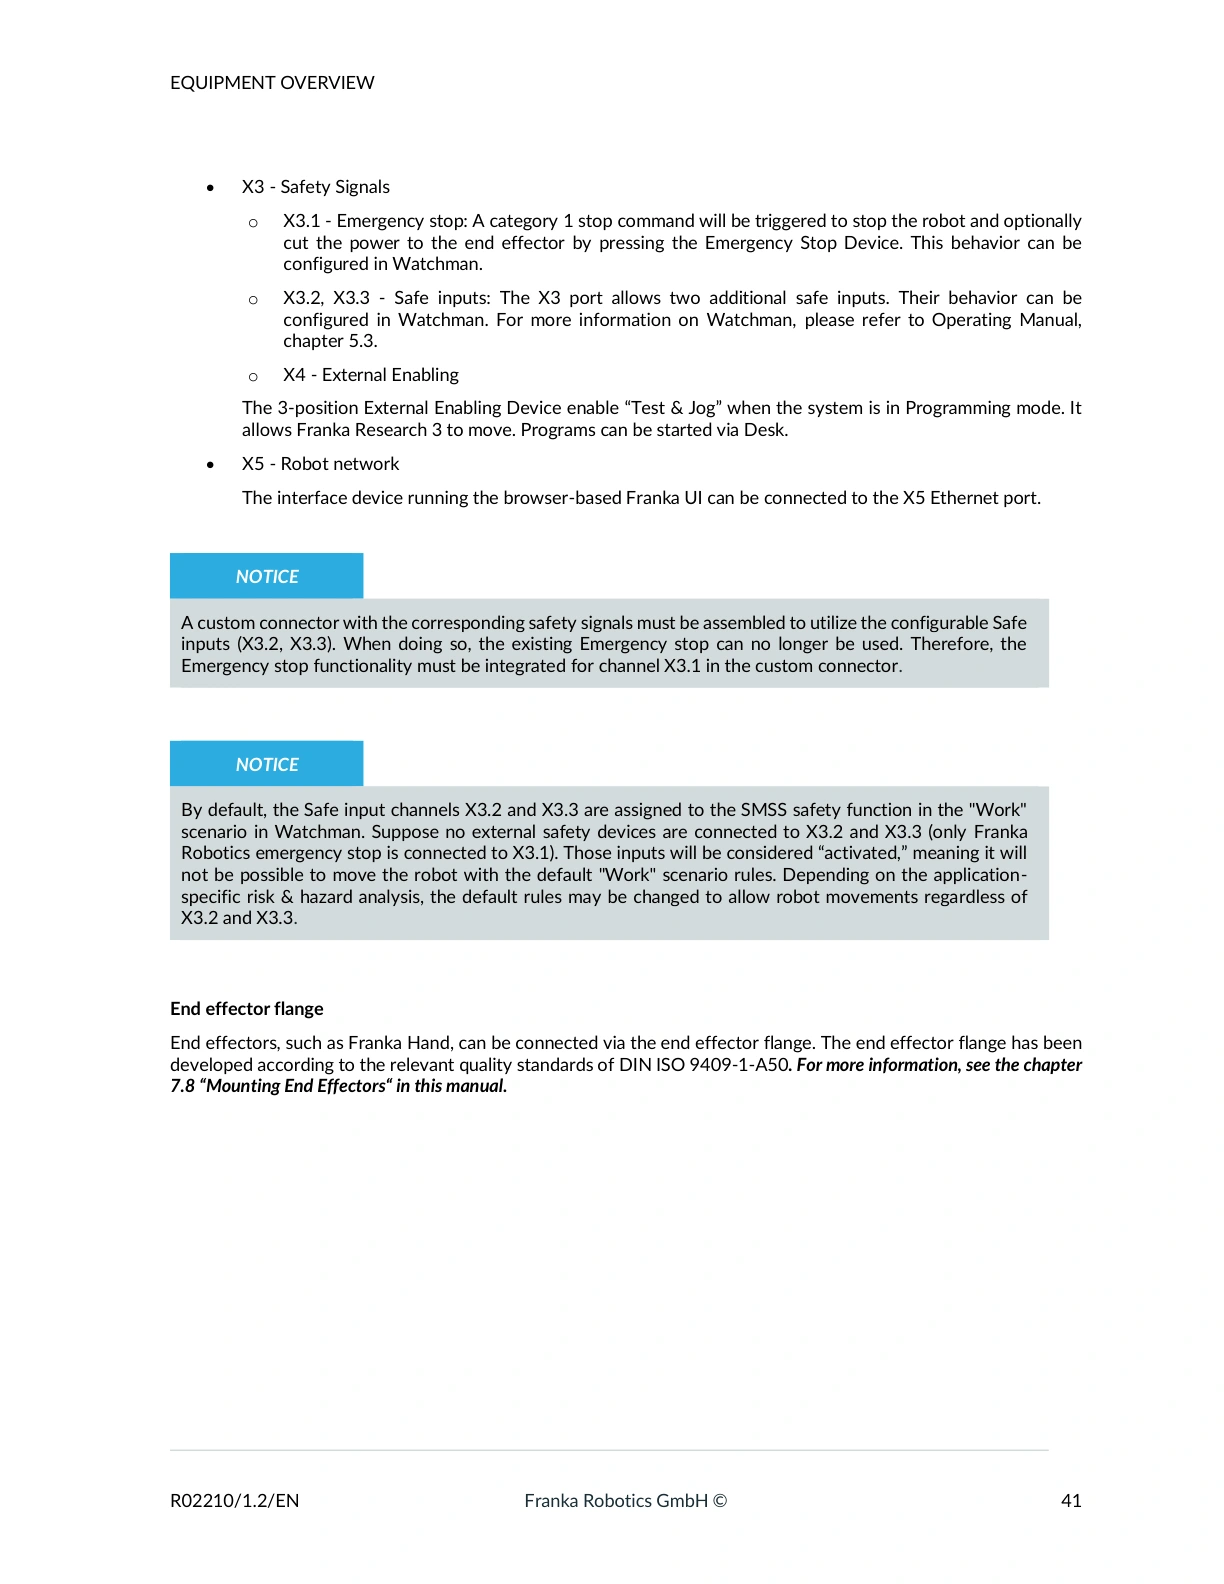 EQUIPMENT OVERVIEW
• X3 - Safety Signals
o X3.1 - Emergency stop: A category 1 stop command will be triggered to stop the robot and optionally
cut the power to the end effector by pressing the Emergency Stop Device. This behavior can be
configured in Watchman.
o X3.2, X3.3 - Safe inputs: The X3 port allows two additional safe inputs. Their behavior can be
configured in Watchman. For more information on Watchman, please refer to Operating Manual,
chapter 5.3.
o X4 - External Enabling
The 3-position External Enabling Device enable “Test & Jog” when the system is in Programming mode. It
allows Franka Research 3 to move. Programs can be started via Desk.
• X5 - Robot network
The interface device running the browser-based Franka UI can be connected to the X5 Ethernet port.
NOTICE
A custom connector with the corresponding safety signals must be assembled to utilize the configurable Safe
inputs (X3.2, X3.3). When doing so, the existing Emergency stop can no longer be used. Therefore, the
Emergency stop functionality must be integrated for channel X3.1 in the custom connector.
NOTICE
By default, the Safe input channels X3.2 and X3.3 are assigned to the SMSS safety function in the "Work"
scenario in Watchman. Suppose no external safety devices are connected to X3.2 and X3.3 (only Franka
Robotics emergency stop is connected to X3.1). Those inputs will be considered “activated,” meaning it will
not be possible to move the robot with the default "Work" scenario rules. Depending on the application-
specific risk & hazard analysis, the default rules may be changed to allow robot movements regardless of
X3.2 and X3.3.
End effector flange
End effectors, such as Franka Hand, can be connected via the end effector flange. The end effector flange has been
developed according to the relevant quality standards of DIN ISO 9409-1-A50. For more information, see the chapter
7.8 “Mounting End Effectors“ in this manual.
R02210/1.2/EN
Franka Robotics GmbH ©
41